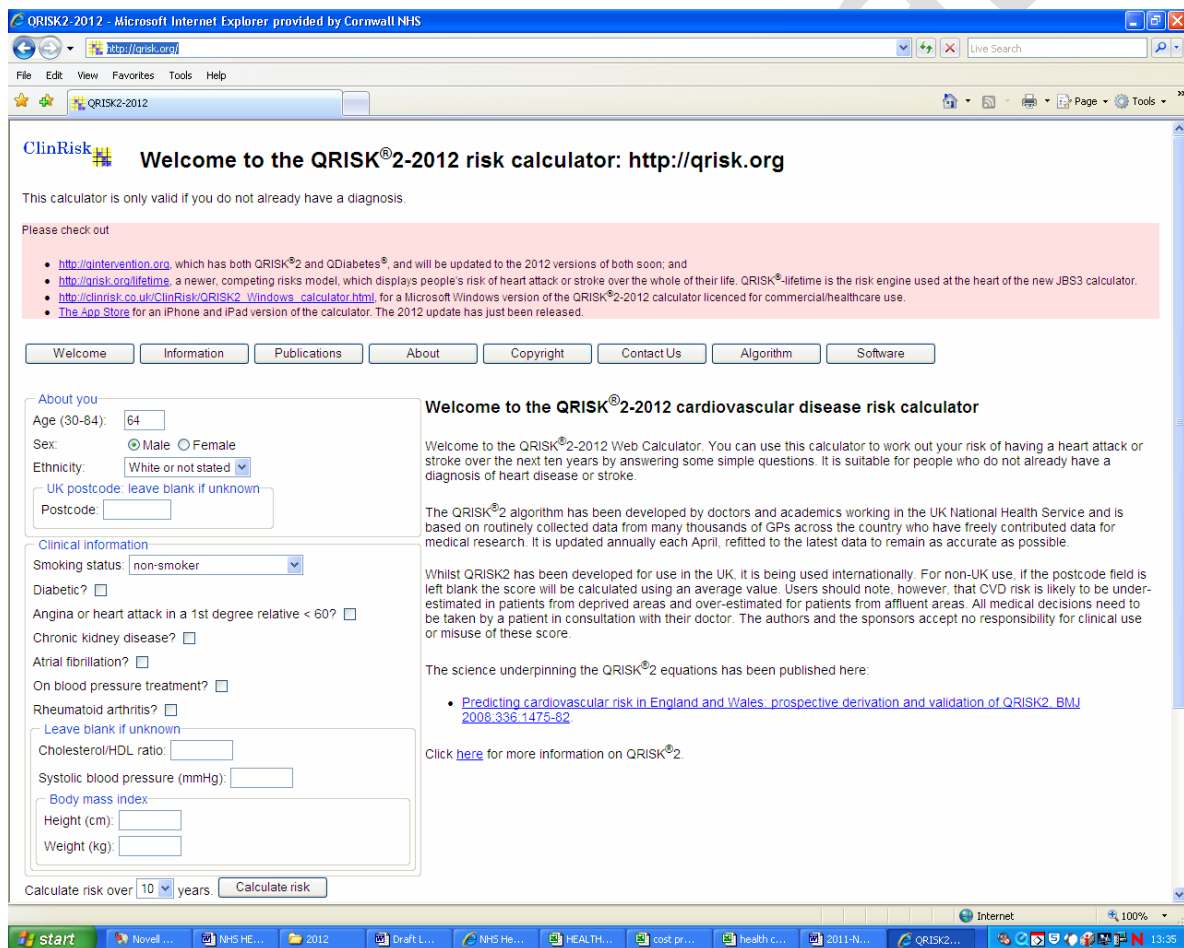 QRISK2-2012 - Microsoft Internet Explorer provided by Cornwall NHS
http://qrisk.org/
Live Search
File Edit View Favorites Tools Help
QRISK2-2012
Page Tools
ClinRisk
Welcome to the QRISK®2-2012 risk calculator: http://qrisk.org
This calculator is only valid if you do not already have a diagnosis.
Please check out
• http://qintervention.org, which has both QRISK®2 and QDiabetes®, and will be updated to the 2012 versions of both soon; and
• http://qrisk.org/lifetime, a newer, competing risks model, which displays people's risk of heart attack or stroke over the whole of their life. QRISK®-lifetime is the risk engine used at the heart of the new JBS3 calculator.
• http://clinrisk.co.uk/ClinRisk/QRISK2_Windows_calculator.html, for a Microsoft Windows version of the QRISK®2-2012 calculator licenced for commercial/healthcare use.
• The App Store for an iPhone and iPad version of the calculator. The 2012 update has just been released.
Welcome Information Publications About Copyright Contact Us Algorithm Software
About you
Age (30-84): 64
Sex: Male Female
Ethnicity: White or not stated
UK postcode: leave blank if unknown
Postcode:
Clinical information
Smoking status: non-smoker
Diabetic?
Angina or heart attack in a 1st degree relative < 60?
Chronic kidney disease?
Atrial fibrillation?
On blood pressure treatment?
Rheumatoid arthritis?
Leave blank if unknown
Cholesterol/HDL ratio:
Systolic blood pressure (mmHg):
Body mass index
Height (cm):
Weight (kg):
Calculate risk over 10 years. Calculate risk
Welcome to the QRISK®2-2012 cardiovascular disease risk calculator
Welcome to the QRISK®2-2012 Web Calculator. You can use this calculator to work out your risk of having a heart attack or
stroke over the next ten years by answering some simple questions. It is suitable for people who do not already have a
diagnosis of heart disease or stroke.
The QRISK®2 algorithm has been developed by doctors and academics working in the UK National Health Service and is
based on routinely collected data from many thousands of GPs across the country who have freely contributed data for
medical research. It is updated annually each April, refitted to the latest data to remain as accurate as possible.
Whilst QRISK2 has been developed for use in the UK, it is being used internationally. For non-UK use, if the postcode field is
left blank the score will be calculated using an average value. Users should note, however, that CVD risk is likely to be under-
estimated in patients from deprived areas and over-estimated for patients from affluent areas. All medical decisions need to
be taken by a patient in consultation with their doctor. The authors and the sponsors accept no responsibility for clinical use
or misuse of these score.
The science underpinning the QRISK®2 equations has been published here:
• Predicting cardiovascular risk in England and Wales: prospective derivation and validation of QRISK2, BMJ
2008;336:1475-82.
Click here for more information on QRISK®2.
Internet 100%
start Novell ... NHS HE... 2012 Draft L... NHS He... HEALTH... cost pr... health c... 2011-N... QRISK2... 13:35